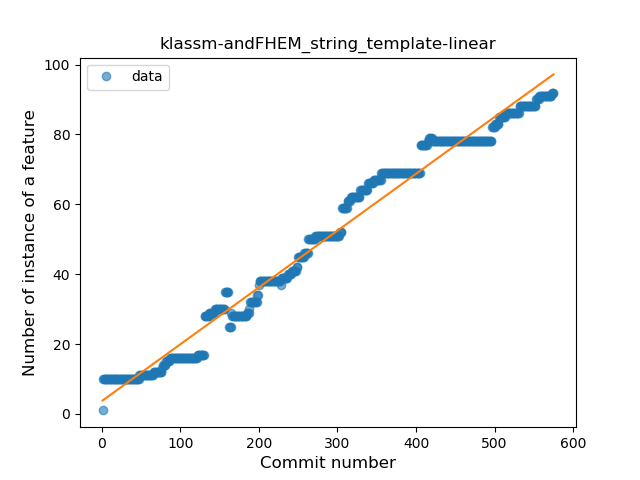 klassm-andFHEM_string_template-linear
data
Number of instance of a feature
100
80
60
40
20
0
0 100 200 300 400 500 600
Commit number